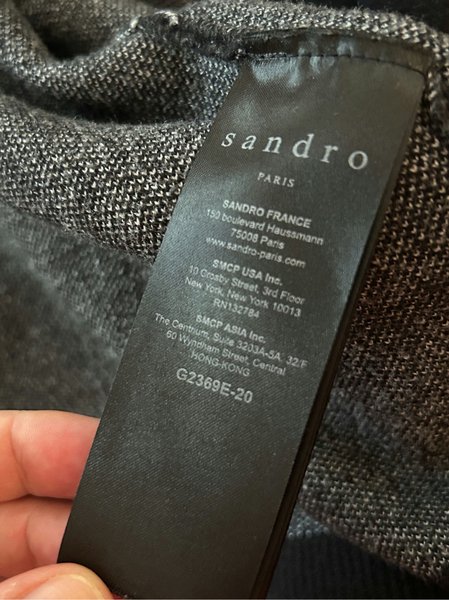 sandro
PARIS
SANDRO FRANCE
150 boulevard Haussmann
75008 Paris
www.sandro-paris.com
SMCP USA Inc.
10 Crosby Street, 3rd Floor
New York, New York 10013
RN132784
SMCP ASIA Inc.
The Centrium, Suite 3203A-5A, 32/F
60 Wyndham Street, Central
HONG-KONG
G2369E-20